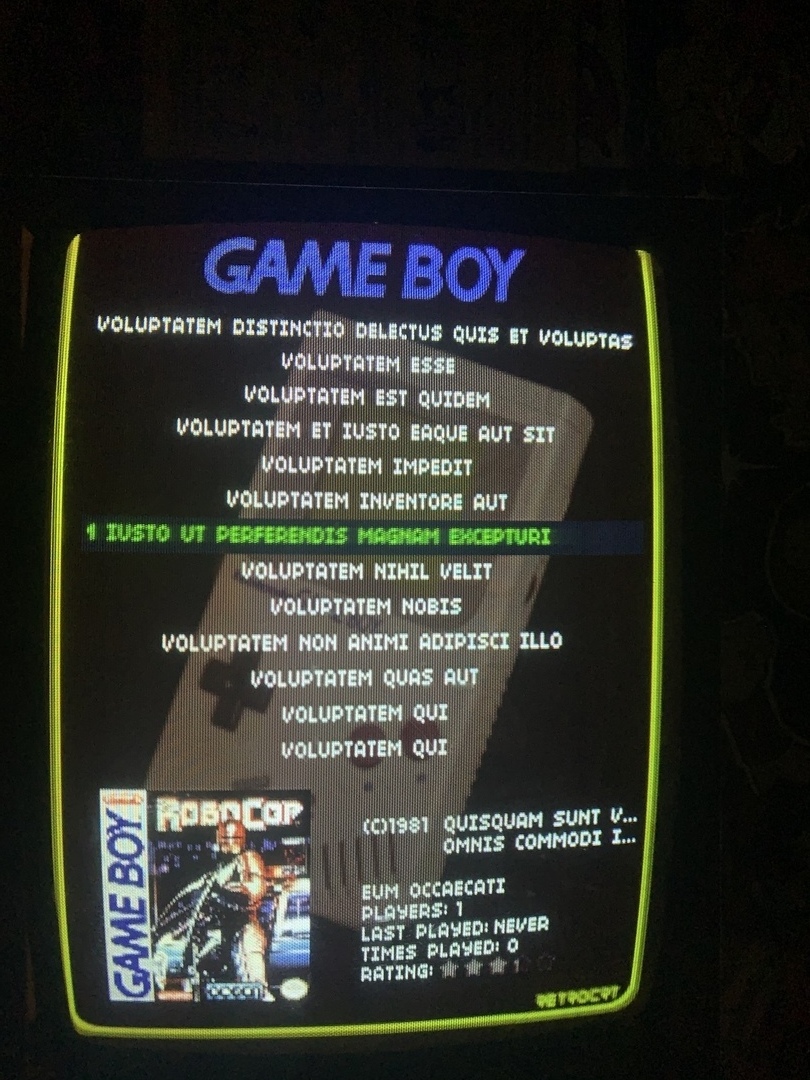 GAME BOY
VOLUPTATEM DISTINCTIO DELECTUS QUIS ET VOLUPTAS
VOLUPTATEM ESSE
VOLUPTATEM EST QUIDEM
VOLUPTATEM ET IUSTO EAQUE AUT SIT
VOLUPTATEM IMPEDIT
VOLUPTATEM INVENTORE AUT
IUSTO UT PERFERENDIS MAGNAM EXCEPTURI
VOLUPTATEM NIHIL VELIT
VOLUPTATEM NOBIS
VOLUPTATEM NON ANIMI ADIPISCI ILLO
VOLUPTATEM QUAS AUT
VOLUPTATEM QUI
VOLUPTATEM QUI
GAME BOY
ROBOCOP
ocean
(C)1981 QUISQUAM SUNT V...
OMNIS COMMODI I...
EUM OCCAECATI
PLAYERS: 1
LAST PLAYED: NEVER
TIMES PLAYED: 0
RATING:
RETROCRT